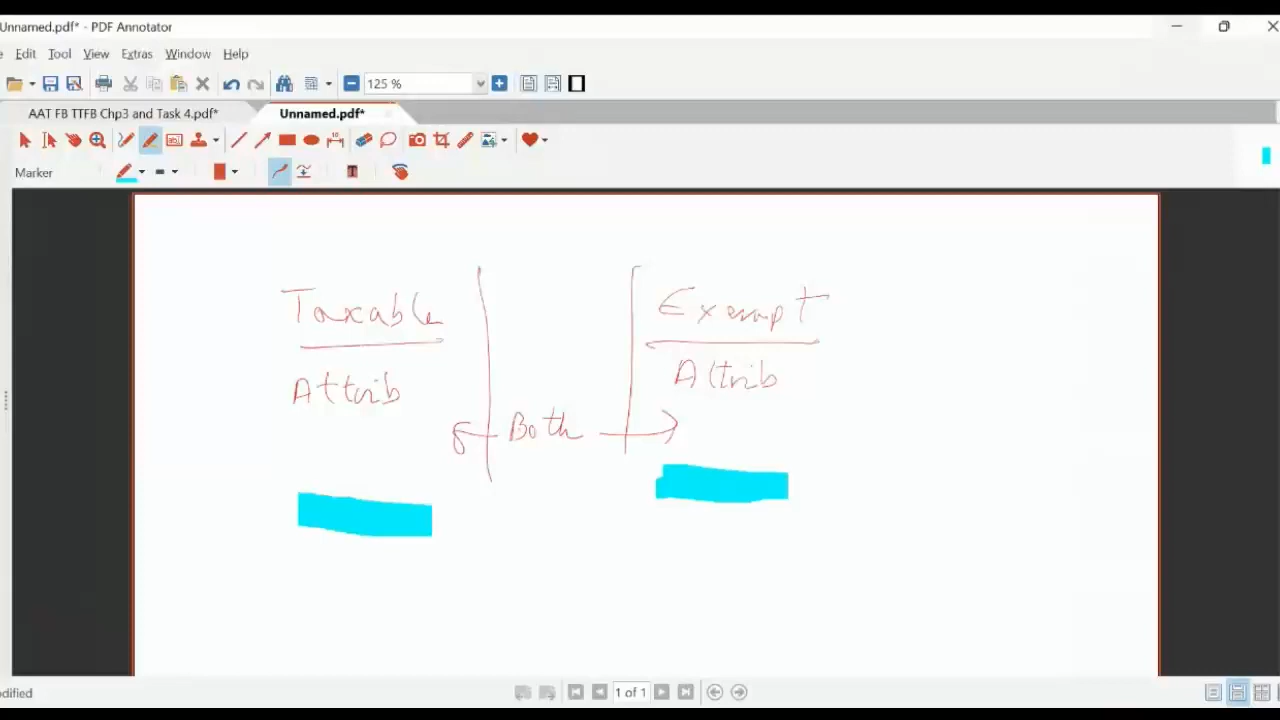 Unnamed.pdf* - PDF Annotator
Edit Tool View Extras Window Help
125 %
AAT FB TTFB Chp3 and Task 4.pdf* Unnamed.pdf*
Marker
Taxable Exempt
Attrib Attrib
Both
1 of 1
odified